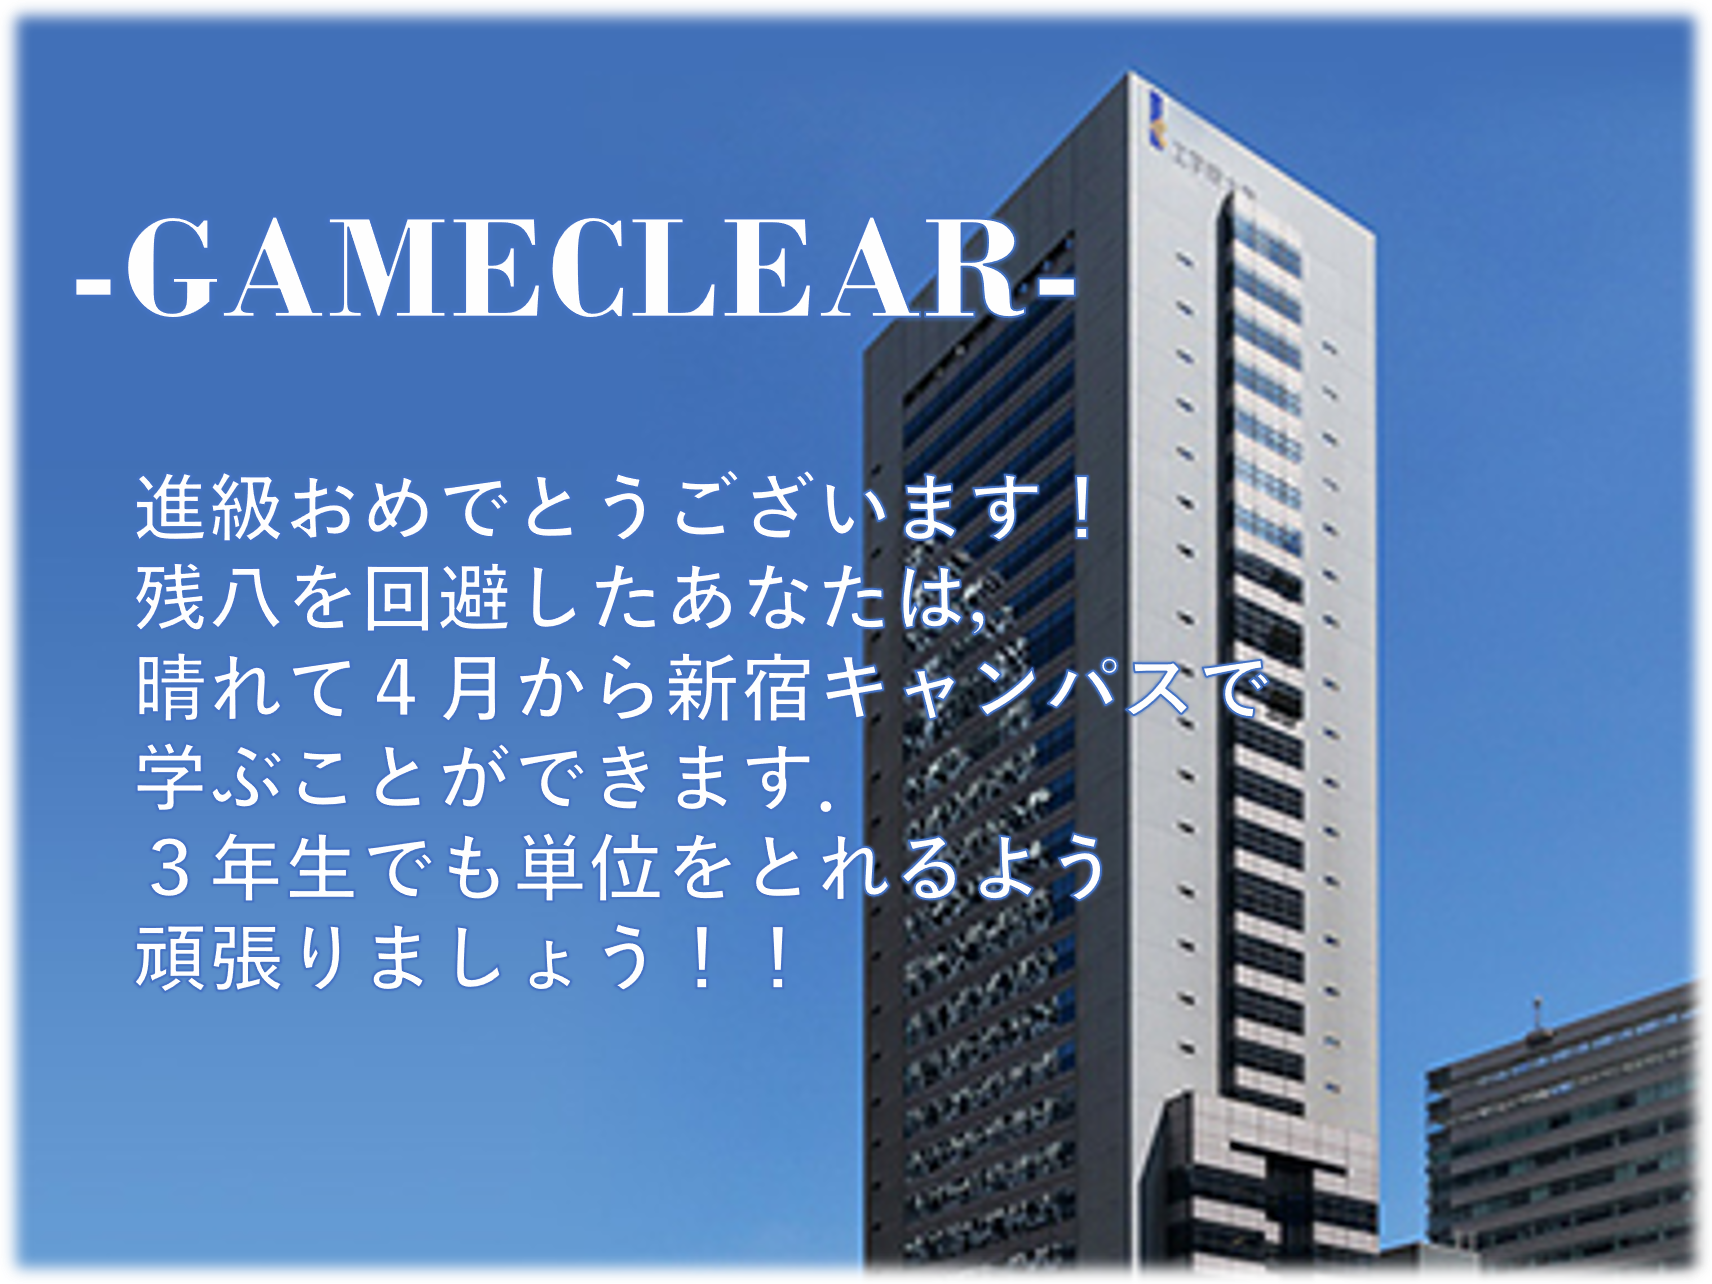 -GAMECLEAR-
進級おめでとうございます！
残八を回避したあなたは,
晴れて４月から新宿キャンパスで
学ぶことができます.
３年生でも単位をとれるよう
頑張りましょう！！